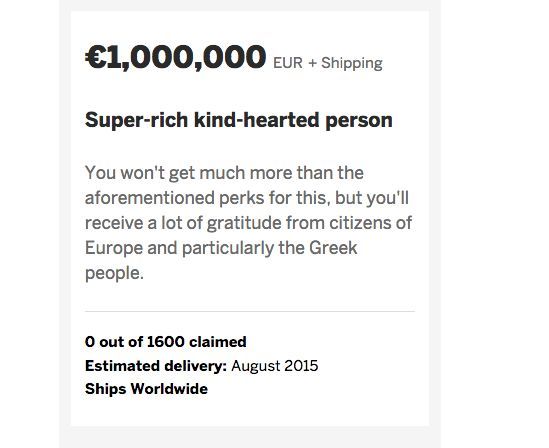 €1,000,000 EUR + Shipping
Super-rich kind-hearted person
You won't get much more than the
aforementioned perks for this, but you'll
receive a lot of gratitude from citizens of
Europe and particularly the Greek
people.
0 out of 1600 claimed
Estimated delivery: August 2015
Ships Worldwide